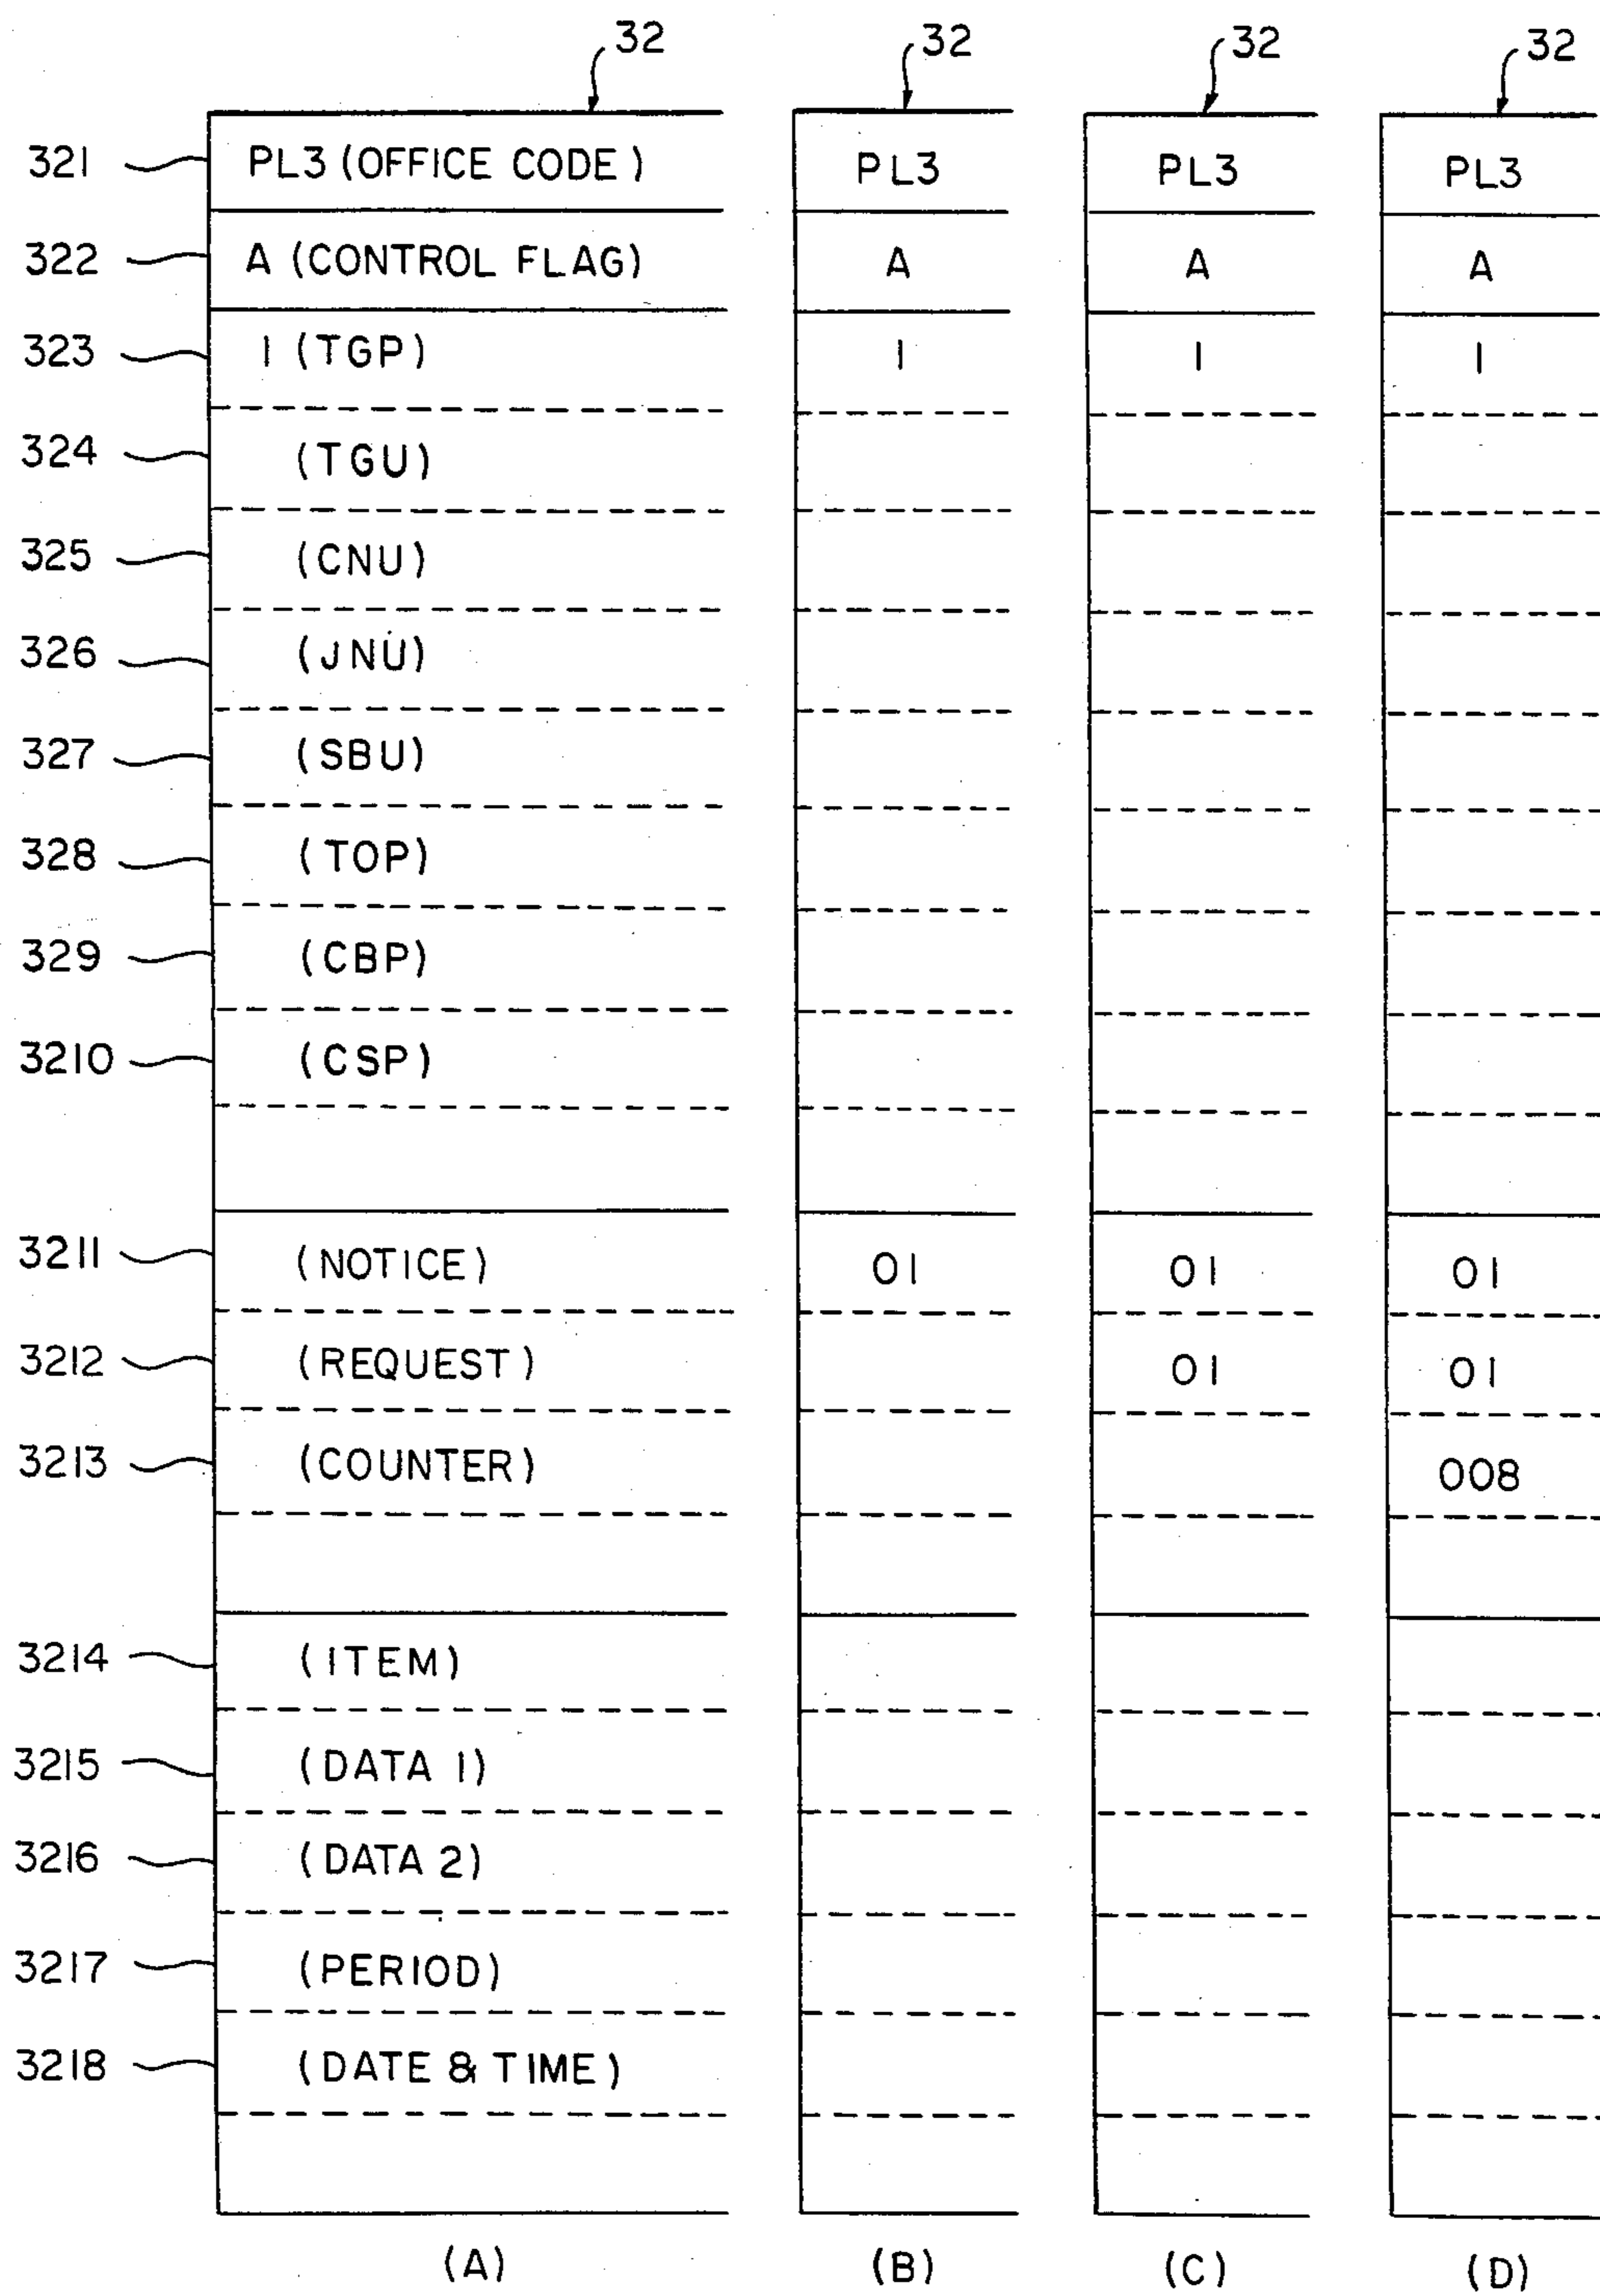 32 32 32 32
321 PL3 (OFFICE CODE) PL3 PL3 PL3
322 A (CONTROL FLAG) A A A
323 1 (TGP) 1 1 1
324 (TGU)
325 (CNU)
326 (JNU)
327 (SBU)
328 (TOP)
329 (CBP)
3210 (CSP)
3211 (NOTICE) 01 01 01
3212 (REQUEST) 01 01
3213 (COUNTER) 008
3214 (ITEM)
3215 (DATA 1)
3216 (DATA 2)
3217 (PERIOD)
3218 (DATE & TIME)
(A) (B) (C) (D)